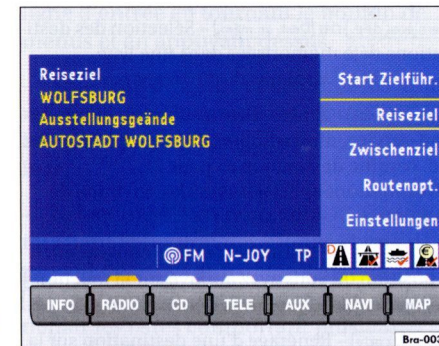 Reiseziel
WOLFSBURG
Ausstellungsgeände
AUTOSTADT WOLFSBURG
Start Zielführ.
Reiseziel
Zwischenziel
Routenopt.
Einstellungen
FM N-JOY TP
D
€
INFO RADIO CD TELE AUX NAVI MAP
Bra-003